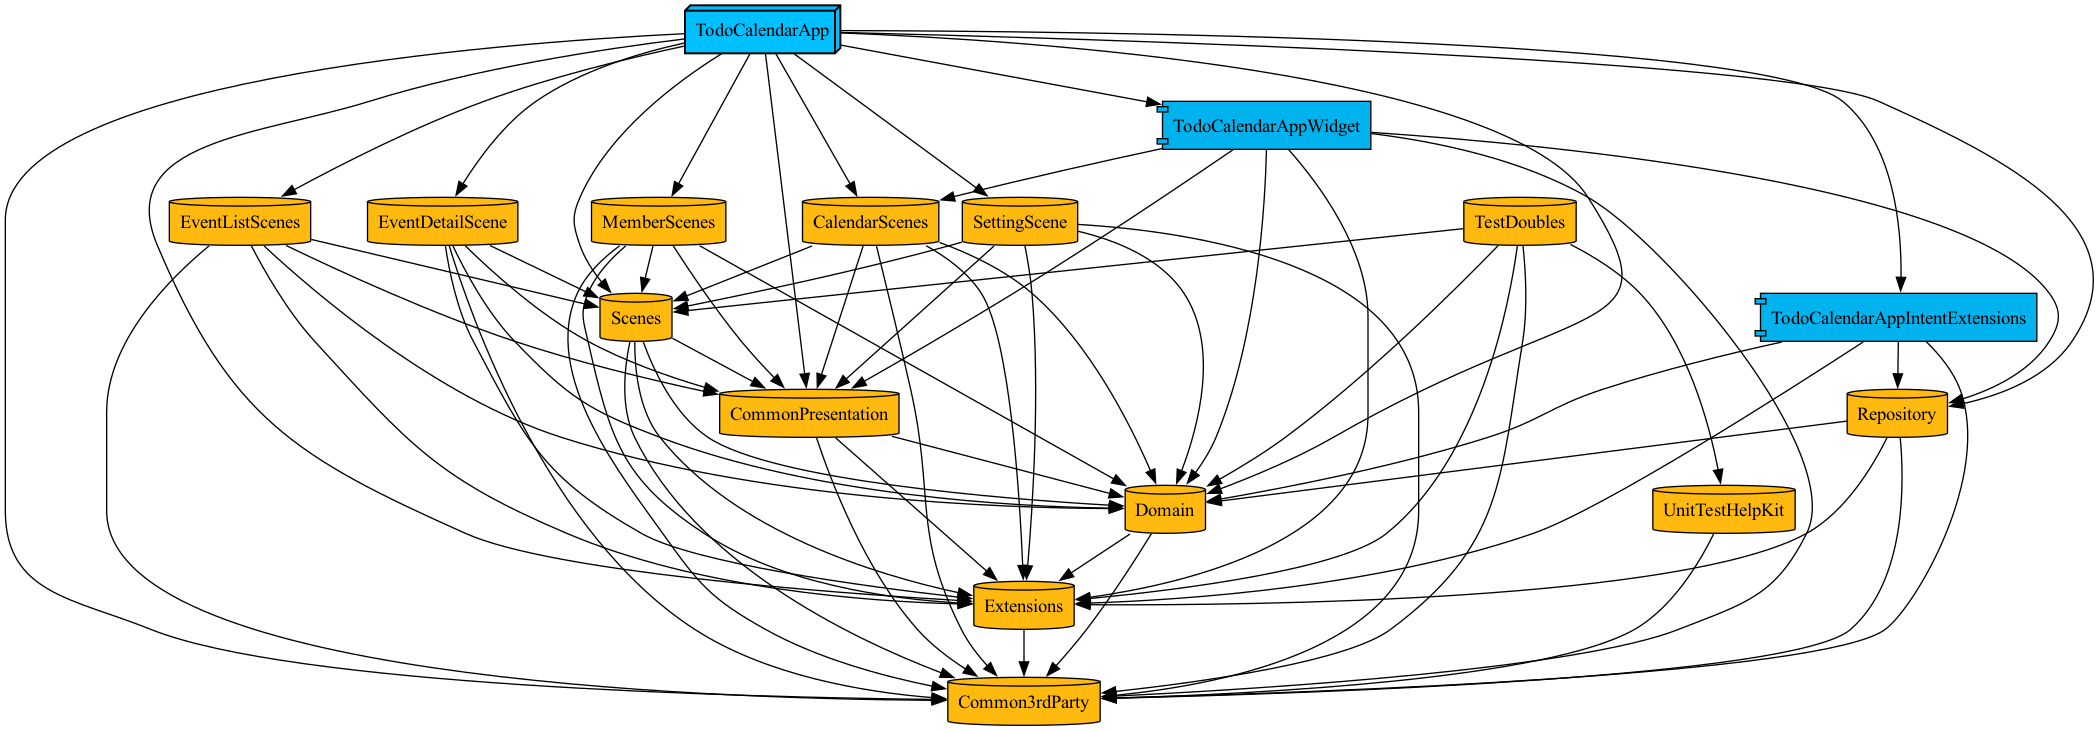 TodoCalendarApp
TodoCalendarAppWidget
EventListScenes
EventDetailScene
MemberScenes
CalendarScenes
SettingScene
TestDoubles
Scenes
TodoCalendarAppIntentExtensions
CommonPresentation
Repository
Domain
UnitTestHelpKit
Extensions
Common3rdParty